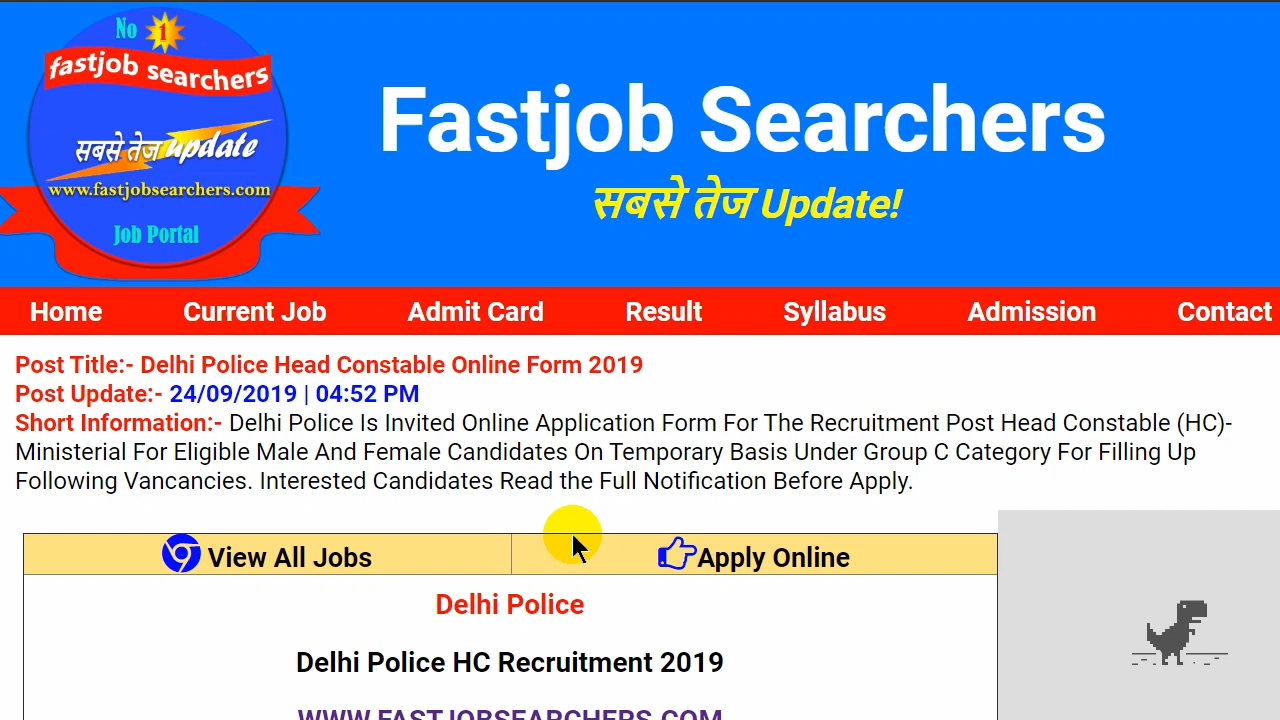 No 1
fastjob searchers
सबसे तेज update
www.fastjobsearchers.com
Job Portal
Fastjob Searchers
सबसे तेज Update!
Home Current Job Admit Card Result Syllabus Admission Contact
Post Title:- Delhi Police Head Constable Online Form 2019
Post Update:- 24/09/2019 | 04:52 PM
Short Information:- Delhi Police Is Invited Online Application Form For The Recruitment Post Head Constable (HC)-
Ministerial For Eligible Male And Female Candidates On Temporary Basis Under Group C Category For Filling Up
Following Vancancies. Interested Candidates Read the Full Notification Before Apply.
View All Jobs Apply Online
Delhi Police
Delhi Police HC Recruitment 2019
WWW.FASTJOBSEARCHERS.COM